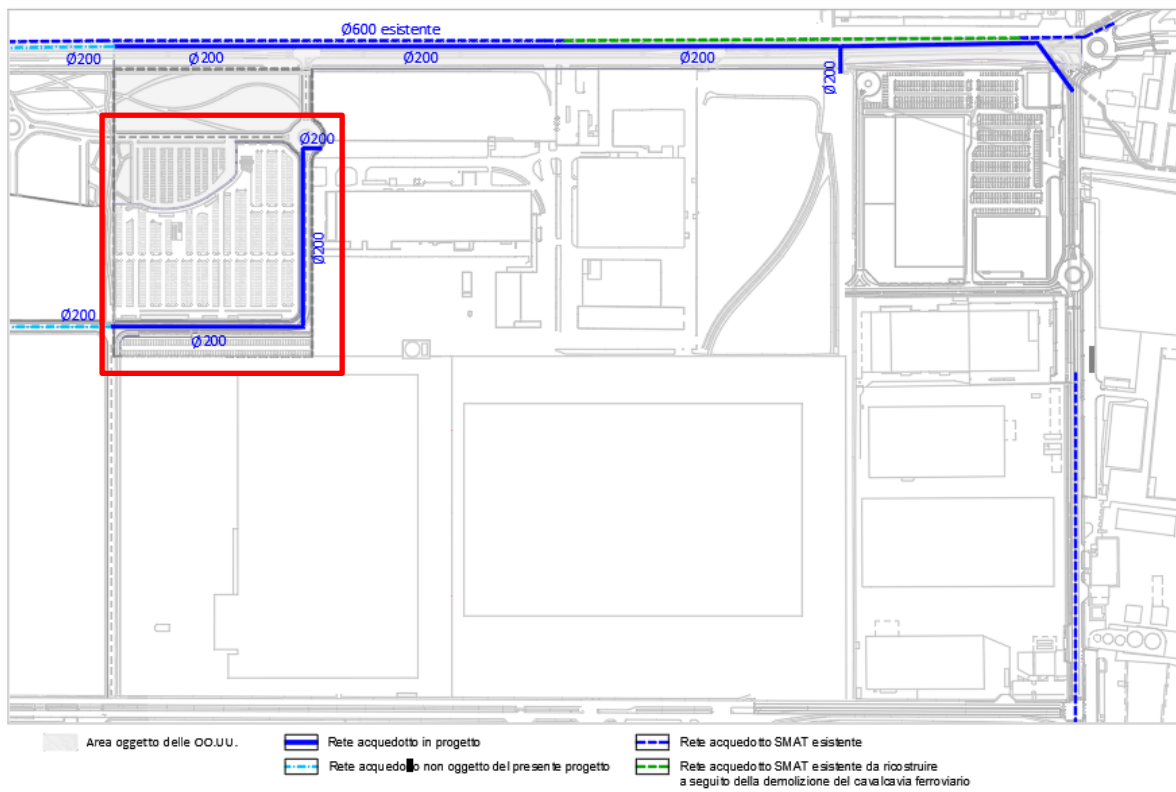 Ø600 esistente
Ø200 Ø200 Ø200 Ø200
Ø200
Ø200
Ø200
Ø200
Ø200
Area oggetto delle OO.UU.
Rete acquedotto in progetto
Rete acquedotto SMAT esistente
Rete acquedotto non oggetto del presente progetto
Rete acquedotto SMAT esistente da ricostruire
a seguito della demolizione del cavalcavia ferroviario